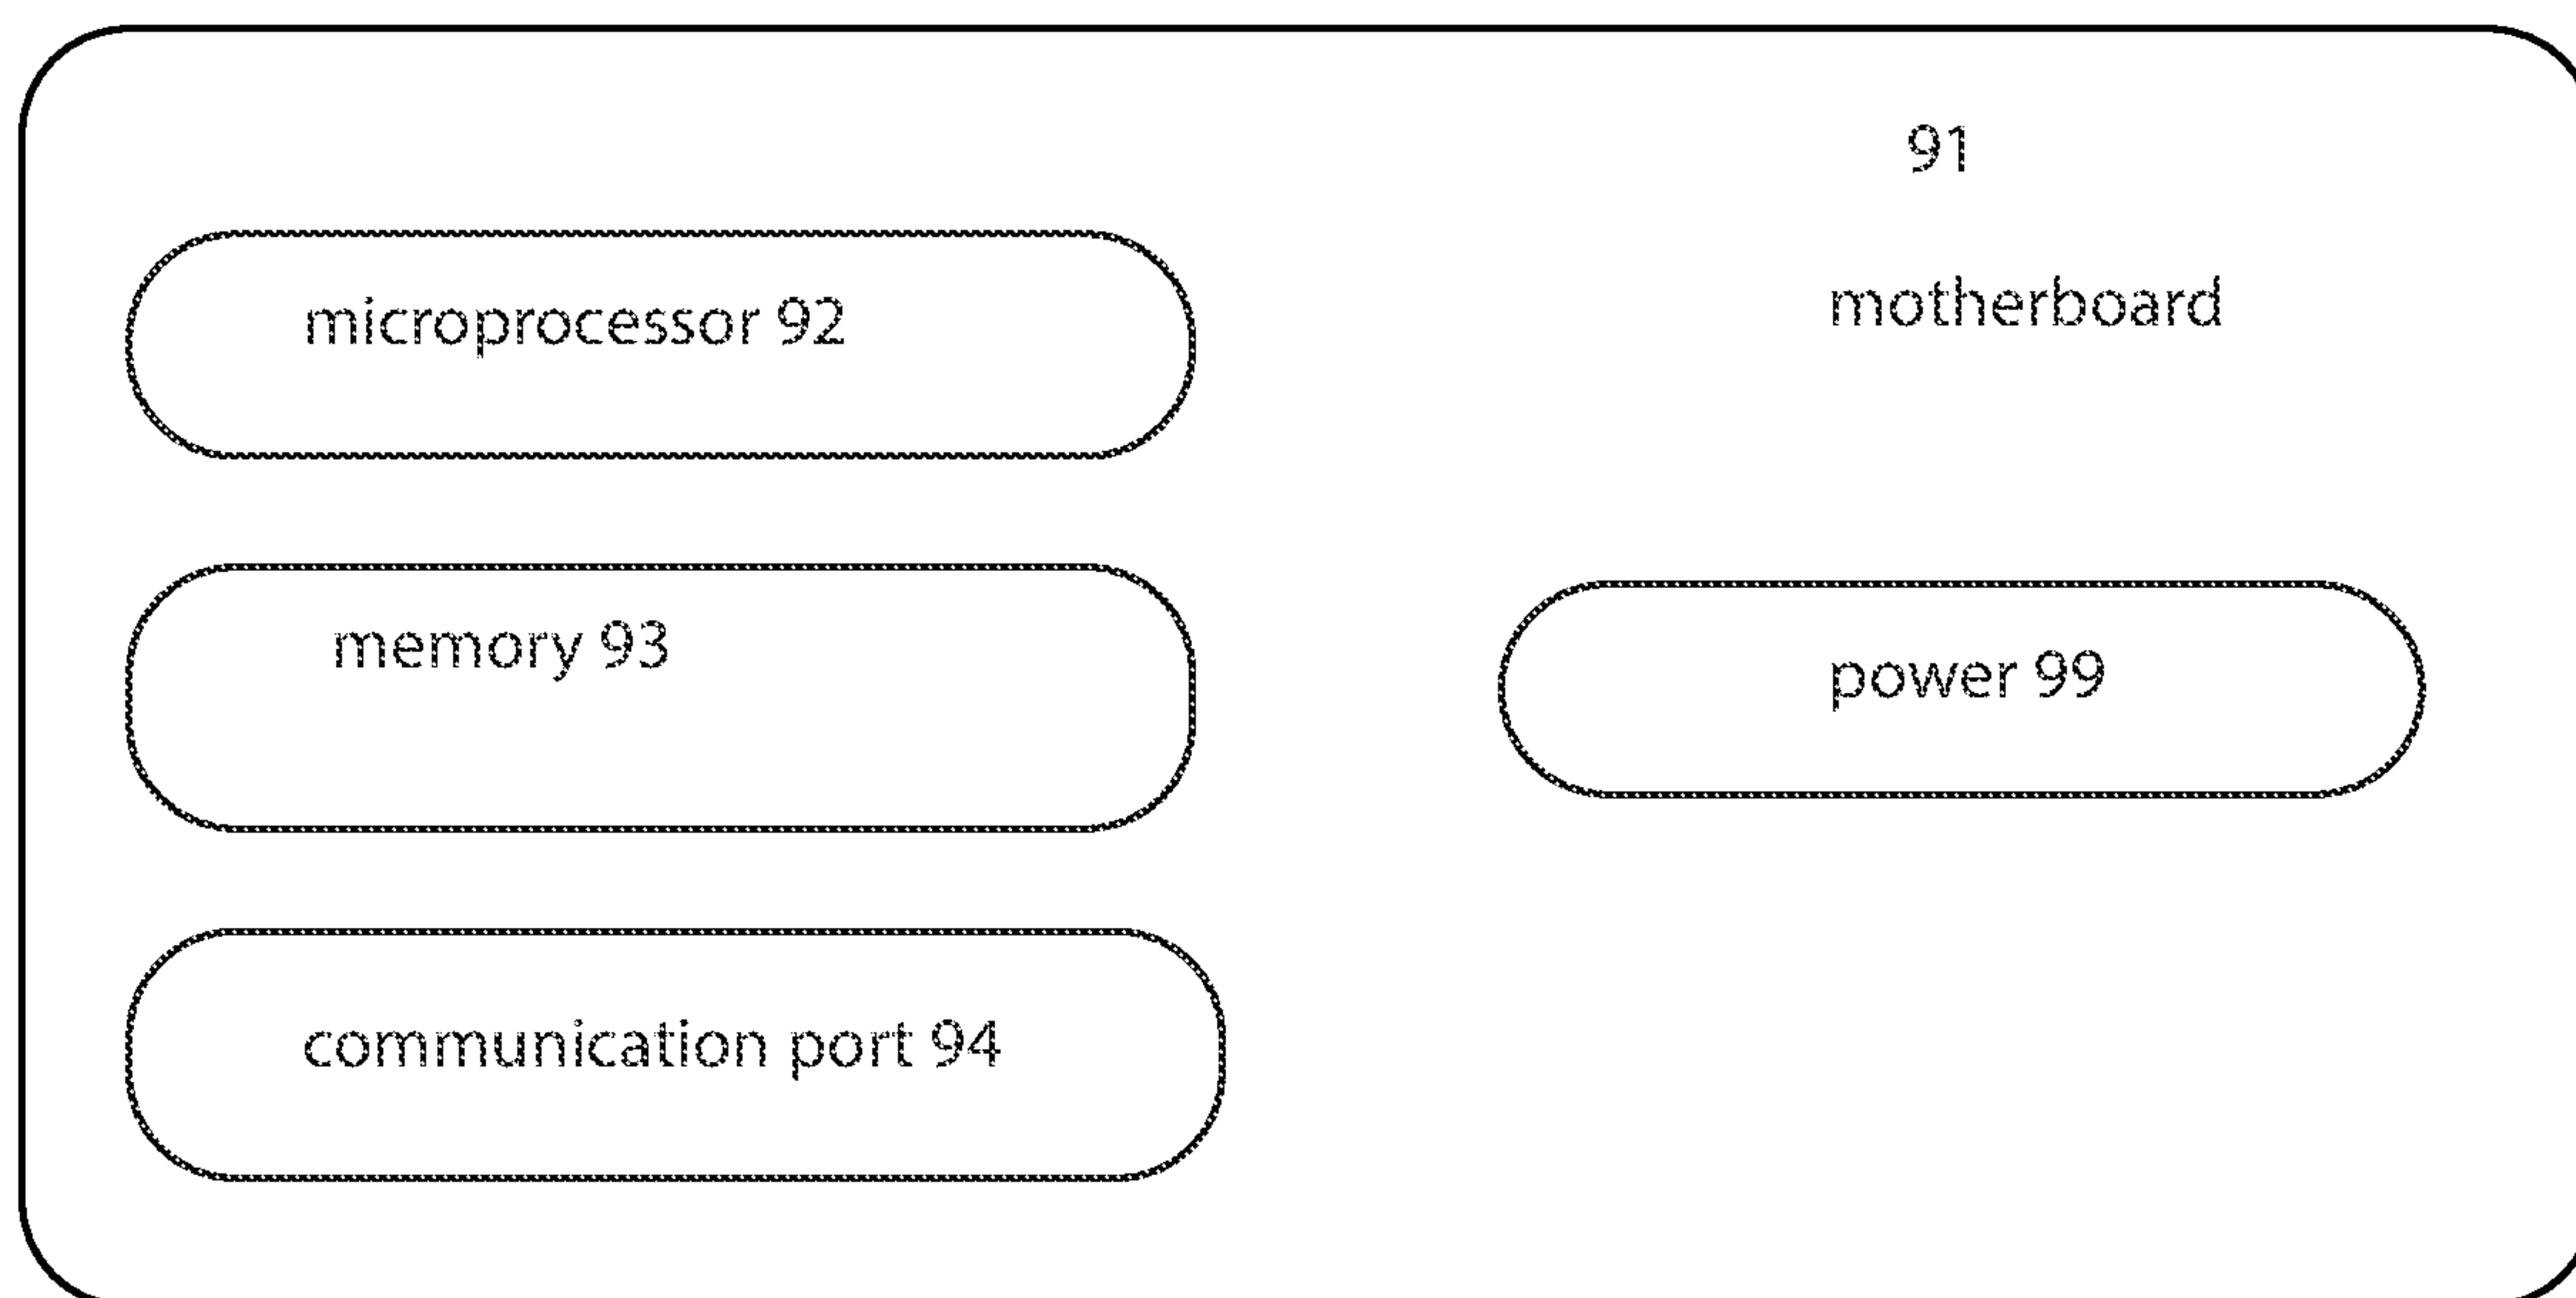 91
motherboard
microprocessor 92
memory 93
power 99
communication port 94